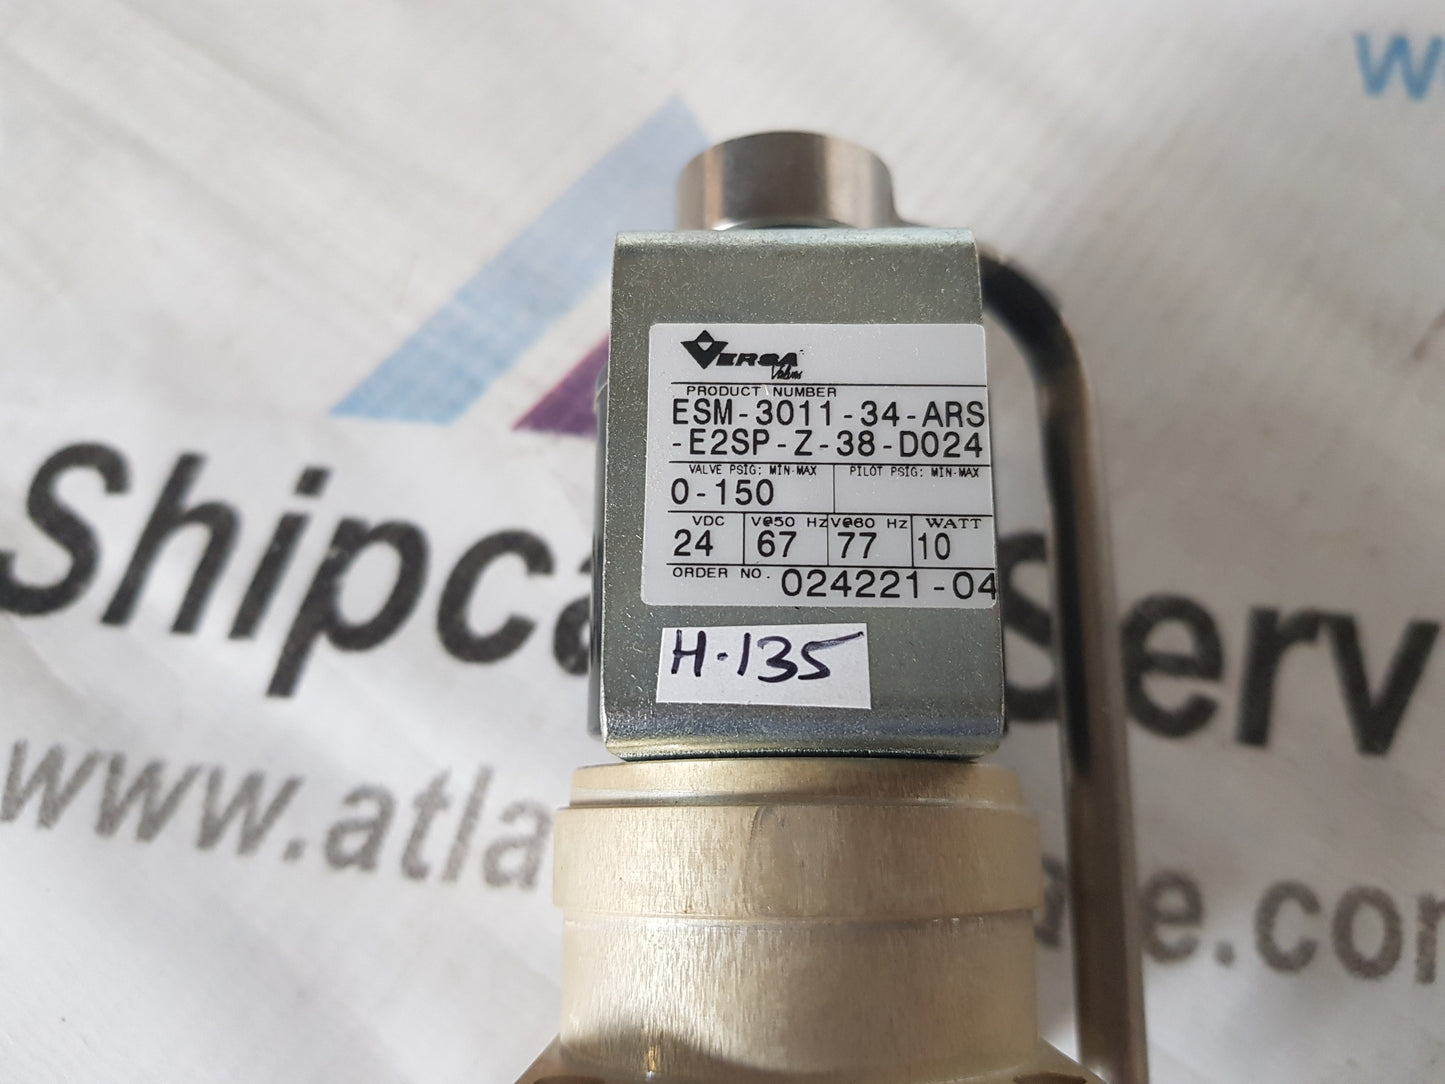 VERSA
Valves
PRODUCT NUMBER
ESM-3011-34-ARS
-E2SP-Z-38-D024
VALVE PSIG: MIN-MAX PILOT PSIG: MIN-MAX
0-150
VDC V@50 Hz V@60 Hz WATT
24 67 77 10
ORDER NO. 024221-04
H-135
Shipca Serv
www.atla e.co